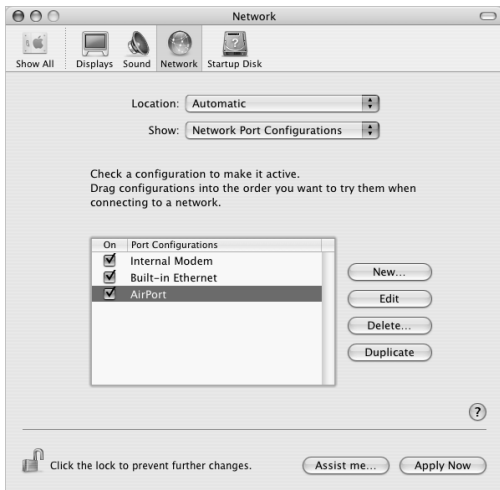 Network
Show All Displays Sound Network Startup Disk
Location: Automatic
Show: Network Port Configurations
Check a configuration to make it active.
Drag configurations into the order you want to try them when
connecting to a network.
On Port Configurations
Internal Modem
Built-in Ethernet
AirPort
New...
Edit
Delete...
Duplicate
?
Click the lock to prevent further changes.
Assist me... Apply Now